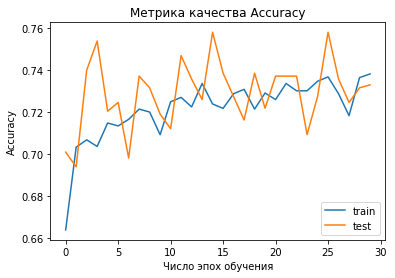 Метрика качества Accuracy
0.76
0.74
0.72
0.70
0.68
0.66
Accuracy
0 5 10 15 20 25 30
Число эпох обучения
train
test